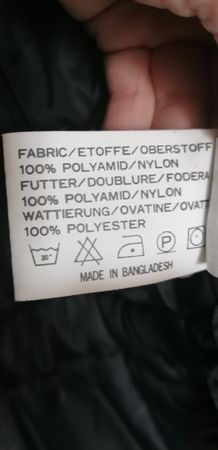 FABRIC/ETOFFE/OBERSTOFF
100% POLYAMID/NYLON
FUTTER/DOUBLURE/FODERA
100% POLYAMID/NYLON
WATTIERUNG/OVATINE/OVATT
100% POLYESTER
30° P
MADE IN BANGLADESH